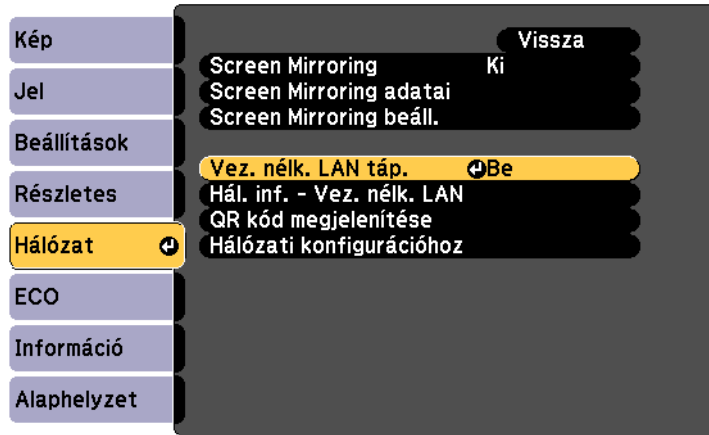 Kép
Jel
Beállítások
Részletes
Hálózat
ECO
Információ
Alaphelyzet
Vissza
Screen Mirroring Ki
Screen Mirroring adatai
Screen Mirroring beáll.
Vez. nélk. LAN táp. Be
Hál. inf. - Vez. nélk. LAN
QR kód megjelenítése
Hálózati konfigurációhoz